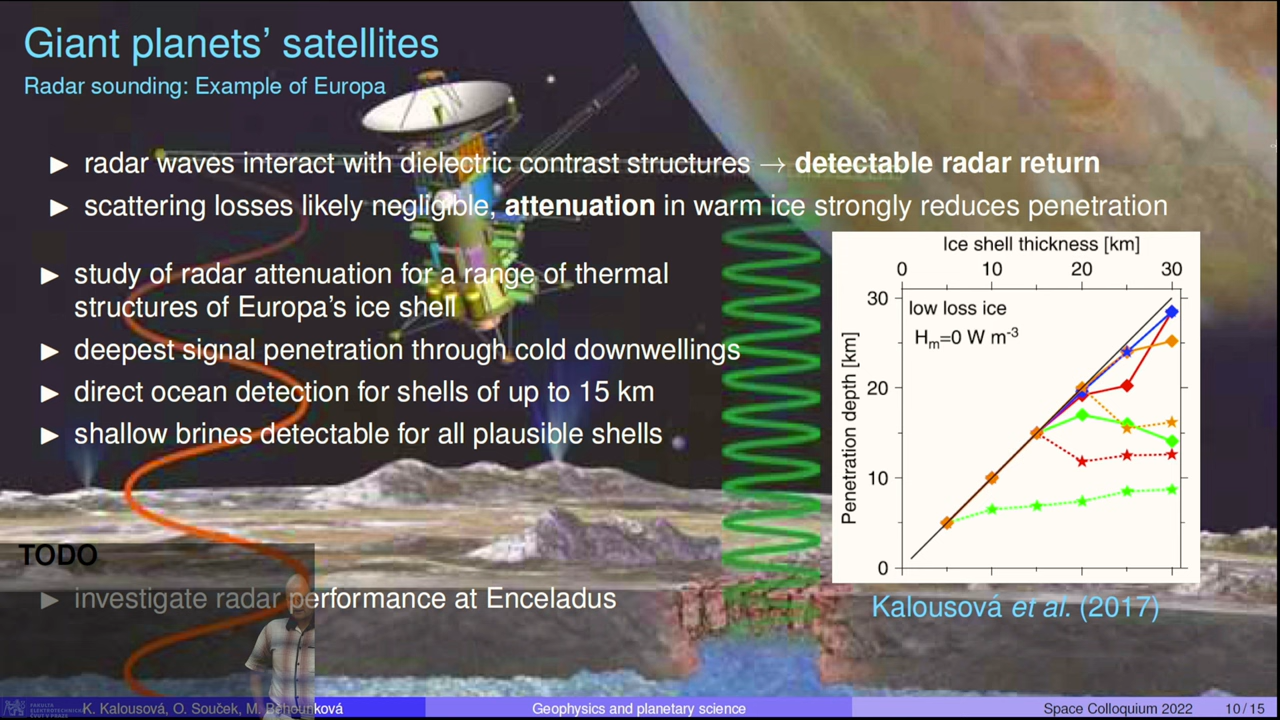 Giant planets’ satellites
Radar sounding: Example of Europa
► radar waves interact with dielectric contrast structures → detectable radar return
► scattering losses likely negligible, attenuation in warm ice strongly reduces penetration
► study of radar attenuation for a range of thermal
structures of Europa’s ice shell
► deepest signal penetration through cold downwellings
► direct ocean detection for shells of up to 15 km
► shallow brines detectable for all plausible shells
Ice shell thickness [km]
0 10 20 30
30
low loss ice
Hm=0 W m-3
20
10
0
Penetration depth [km]
Kalousová et al. (2017)
TODO
► investigate radar performance at Enceladus
FAKULTA
ELEKTROTECHNICKÁ
ČVUT V PRAZE
K. Kalousová, O. Souček, M. Běhounková
Geophysics and planetary science
Space Colloquium 2022
10 / 15